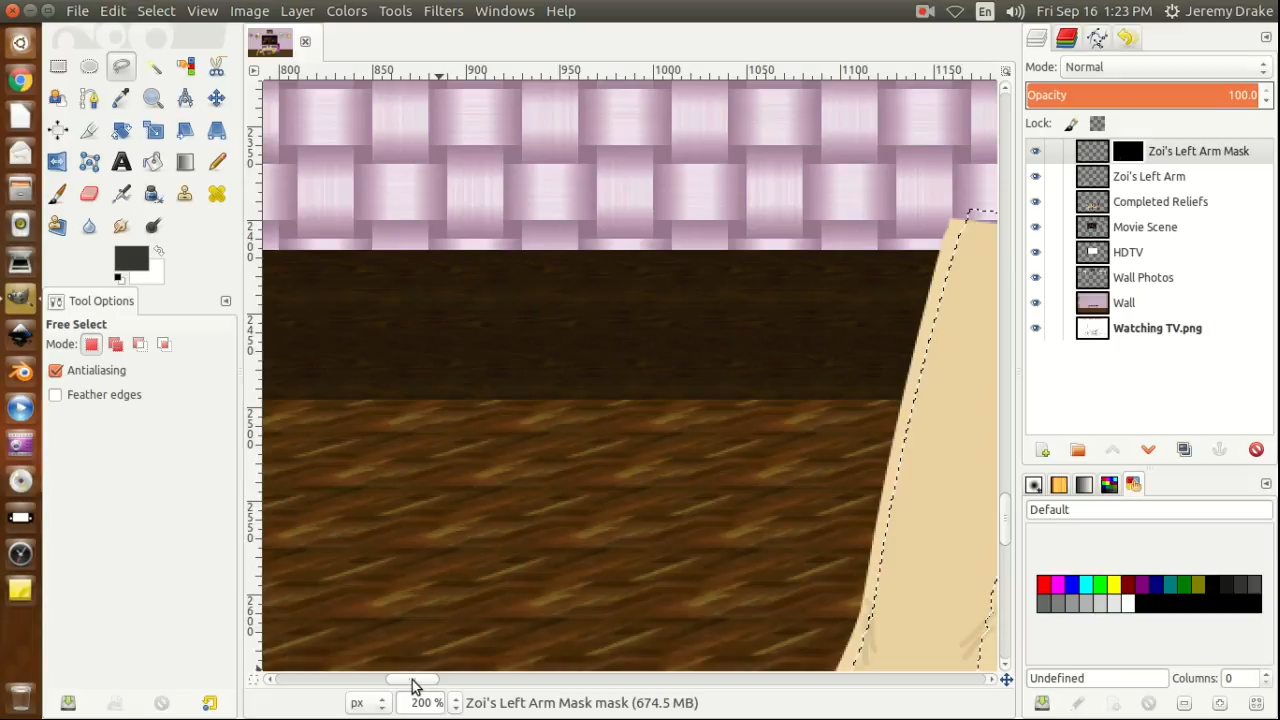 File Edit Select View Image Layer Colors Tools Windows Help En Fri Sep 16 1:23 PM Jeremy Drake
Mode: Normal
800 850 900 950 1000 1050 1100 1150
Opacity 100.0
Lock:
Zoi's Left Arm Mask
Zoi's Left Arm
Completed Reliefs
Movie Scene
HDTV
Wall Photos
Wall
Watching TV.png
Tool Options
Free Select
Mode:
Antialiasing
Feather edges
Default
Undefined Columns: 0
px 200 % Zoi's Left Arm Mask mask (674.5 MB)